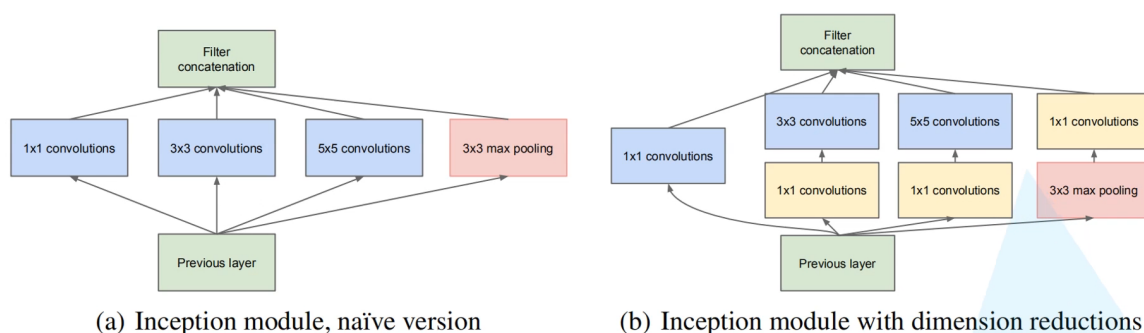 Filter
concatenation
1x1 convolutions
3x3 convolutions
5x5 convolutions
3x3 max pooling
Previous layer
(a) Inception module, naïve version
Filter
concatenation
3x3 convolutions
5x5 convolutions
1x1 convolutions
1x1 convolutions
1x1 convolutions
1x1 convolutions
3x3 max pooling
Previous layer
(b) Inception module with dimension reductions